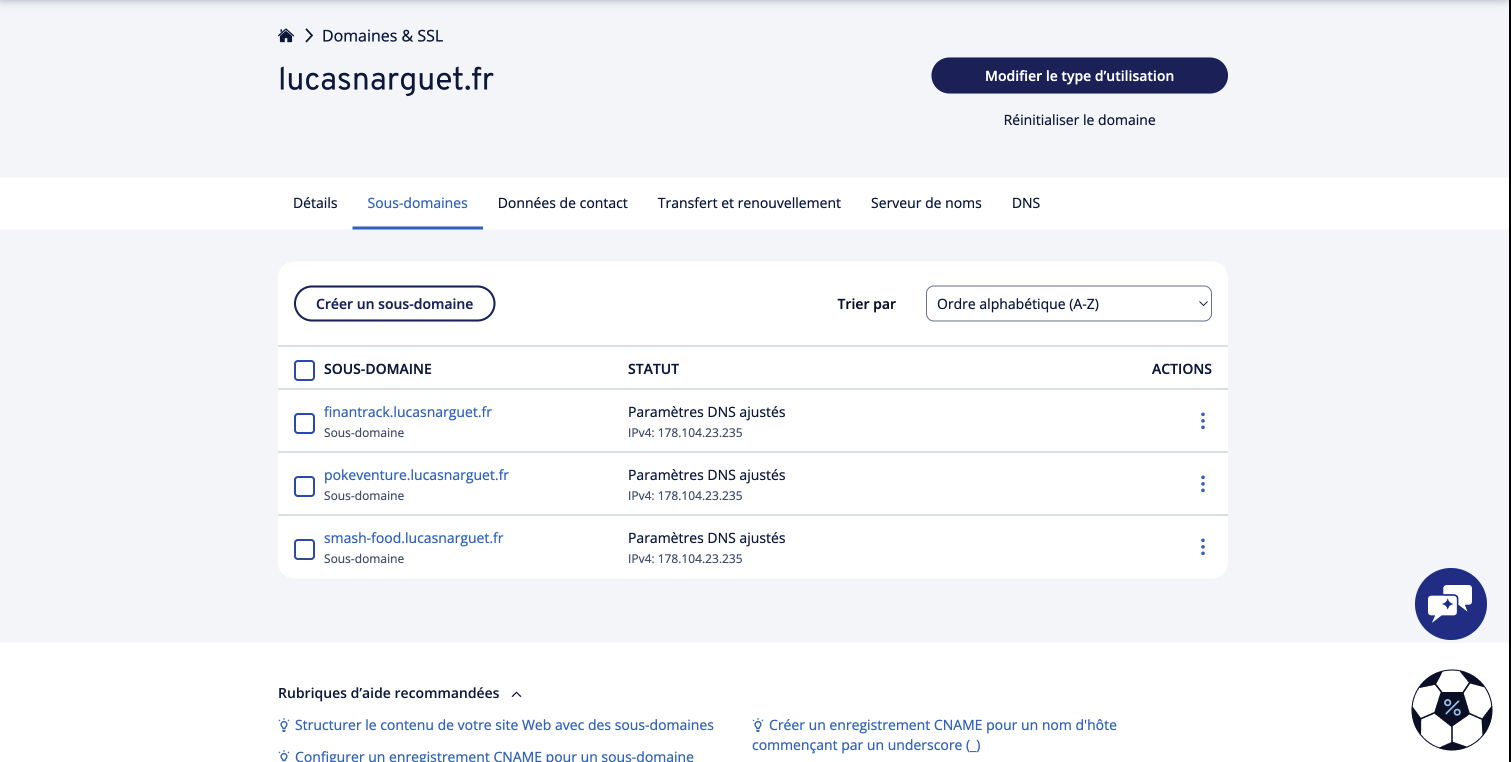 Domaines & SSL
lucasnarguet.fr
Modifier le type d’utilisation
Réinitialiser le domaine
Détails Sous-domaines Données de contact Transfert et renouvellement Serveur de noms DNS
Créer un sous-domaine Trier par Ordre alphabétique (A-Z)
SOUS-DOMAINE STATUT ACTIONS
finantrack.lucasnarguet.fr Paramètres DNS ajustés
Sous-domaine IPv4: 178.104.23.235
pokeventure.lucasnarguet.fr Paramètres DNS ajustés
Sous-domaine IPv4: 178.104.23.235
smash-food.lucasnarguet.fr Paramètres DNS ajustés
Sous-domaine IPv4: 178.104.23.235
Rubriques d’aide recommandées
Structurer le contenu de votre site Web avec des sous-domaines
Configurer un enregistrement CNAME pour un sous-domaine
Créer un enregistrement CNAME pour un nom d'hôte
commençant par un underscore (_)
%